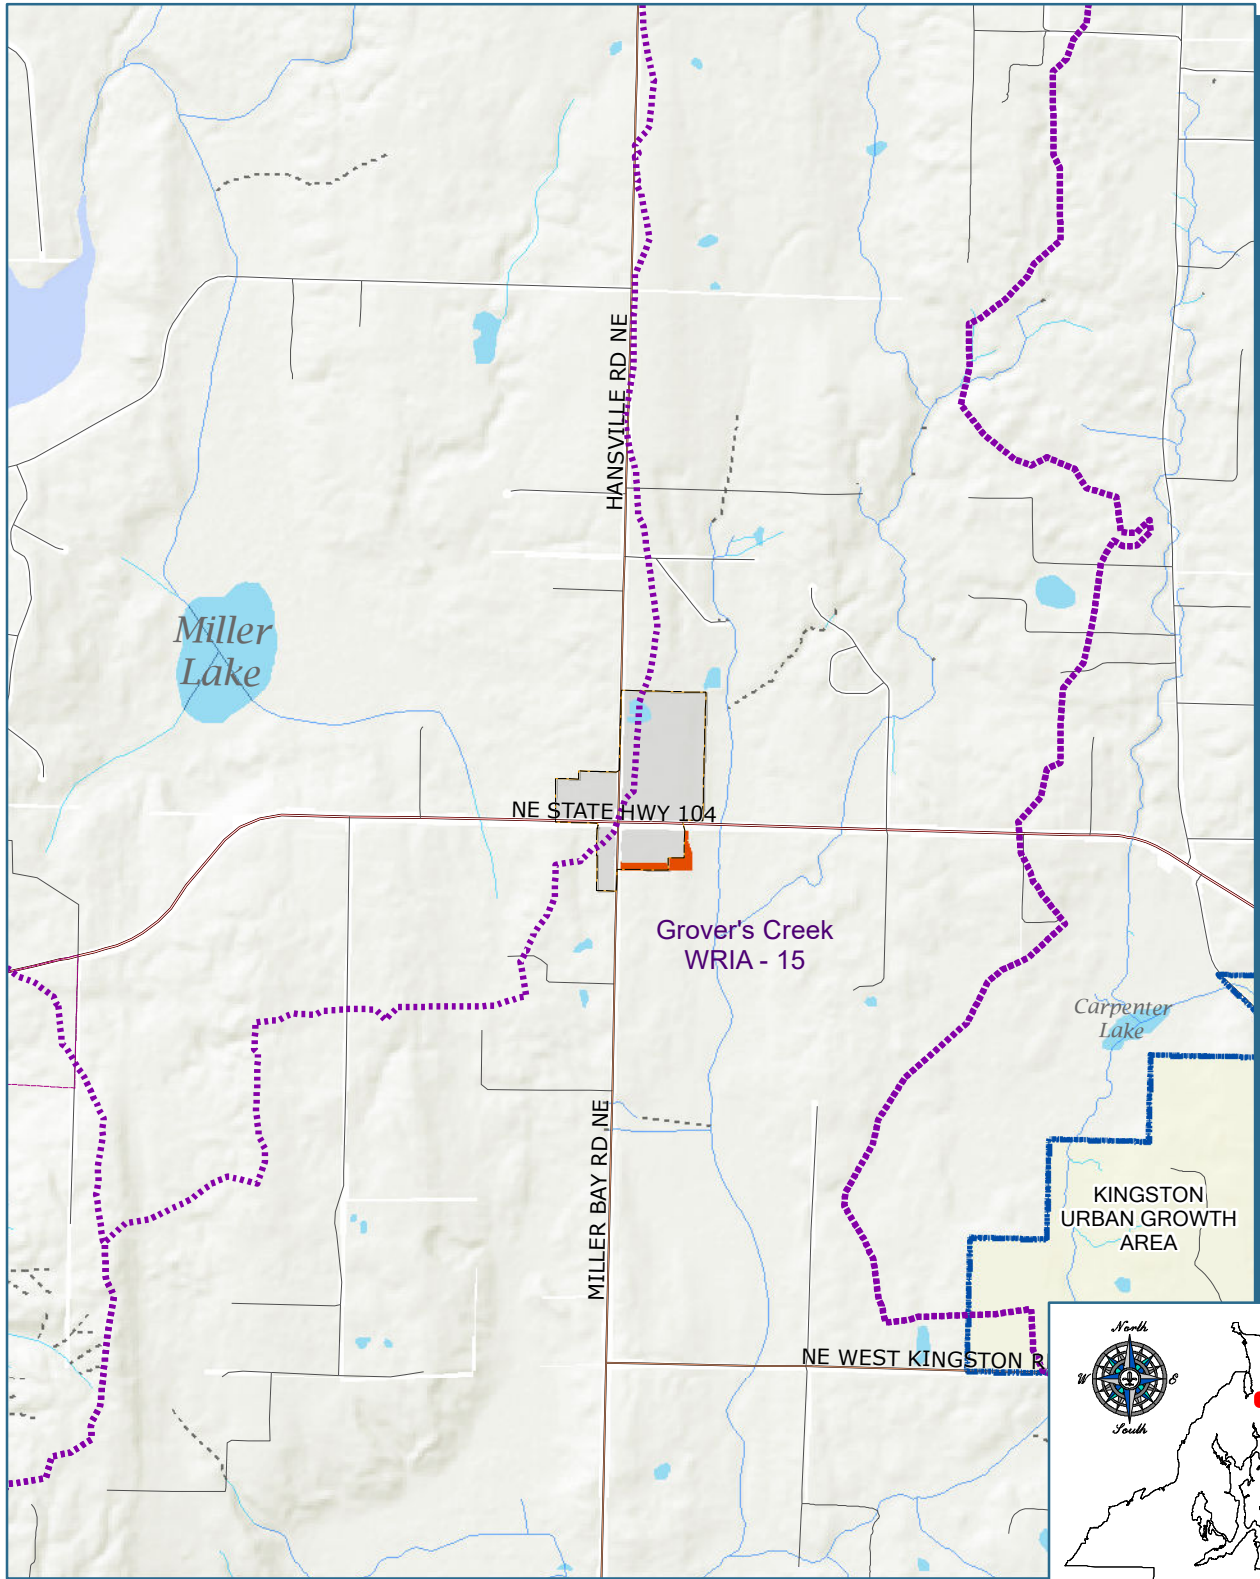 HANSVILLE RD NE
Miller
Lake
NE STATE HWY 104
Grover's Creek
WRIA - 15
Carpenter
Lake
MILLER BAY RD NE
KINGSTON
URBAN GROWTH
AREA
NE WEST KINGSTON R
North
W
E
South